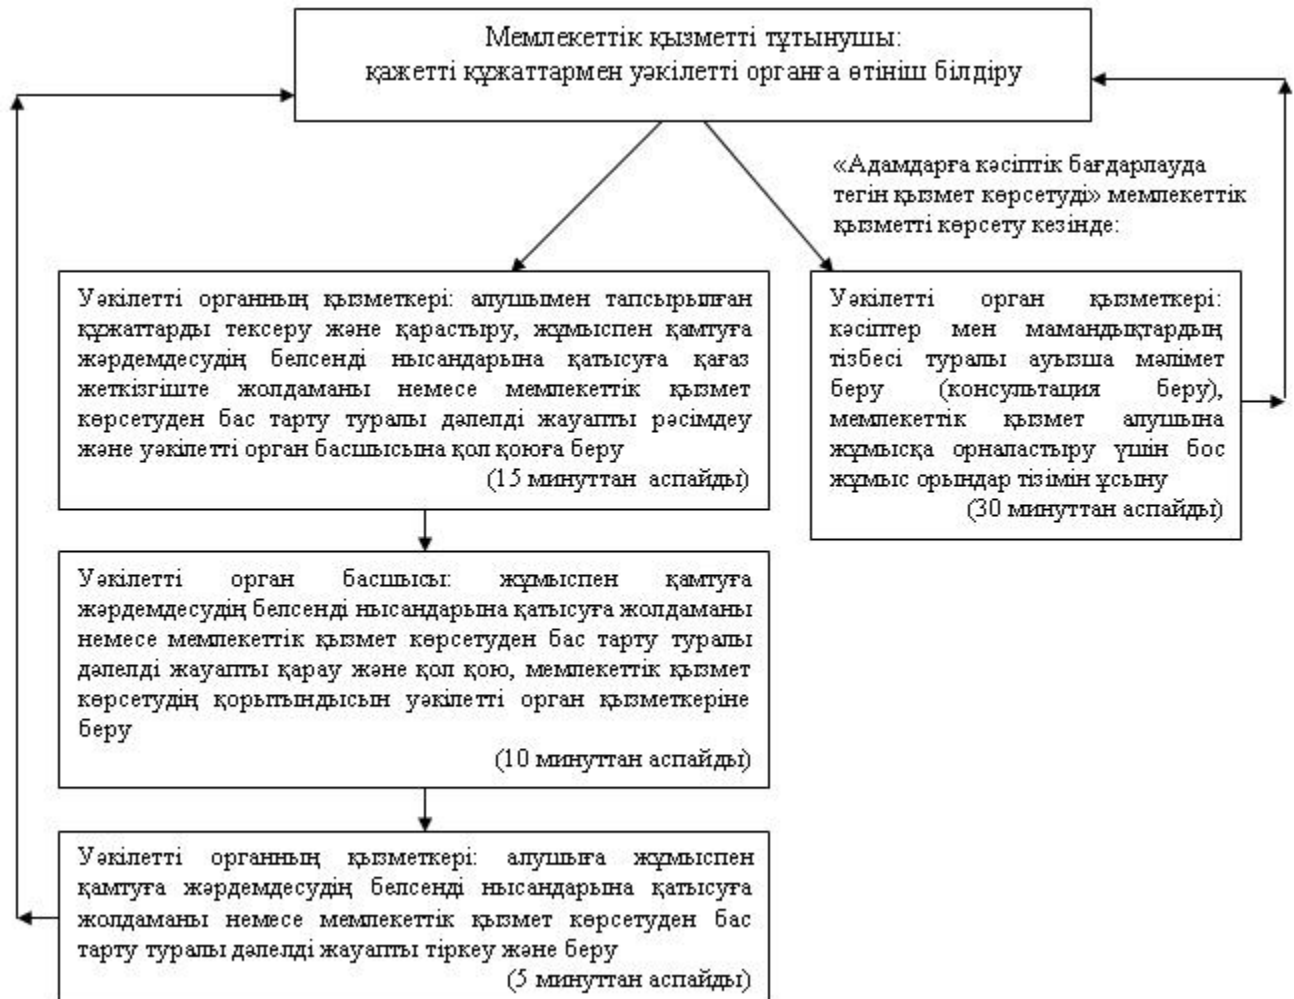 Мемлекеттік қызметті тұтынушы:
қажетті құжаттармен уәкілетті органға өтініш білдіру
«Адамдарға кәсіптік бағдарлауда
тегін қызмет көрсетуді» мемлекеттік
қызметті көрсету кезінде:
Уәкілетті органның қызметкері: алушымен тапсырылған
құжаттарды тексеру және қарастыру, жұмыспен қамтуға
жәрдемдесудің белсенді нысандарына қатысуға қағаз
жеткізгіште жолдаманы немесе мемлекеттік қызмет
көрсетуден бас тарту туралы дәлелді жауапты рәсімдеу
және уәкілетті орган басшысына қол қоюға беру
(15 минуттан аспайды)
Уәкілетті орган қызметкері:
кәсіптер мен мамандықтардың
тізбесі туралы ауызша мәлімет
беру (консультация беру),
мемлекеттік қызмет алушына
жұмысқа орналастыру үшін бос
жұмыс орындар тізімін ұсыну
(30 минуттан аспайды)
Уәкілетті орган басшысы: жұмыспен қамтуға
жәрдемдесудің белсенді нысандарына қатысуға жолдаманы
немесе мемлекеттік қызмет көрсетуден бас тарту туралы
дәлелді жауапты қарау және қол қою, мемлекеттік қызмет
көрсетудің қорытындысын уәкілетті орган қызметкеріне
беру
(10 минуттан аспайды)
Уәкілетті органның қызметкері: алушыға жұмыспен
қамтуға жәрдемдесудің белсенді нысандарына қатысуға
жолдаманы немесе мемлекеттік қызмет көрсетуден бас
тарту туралы дәлелді жауапты тіркеу және беру
(5 минуттан аспайды)